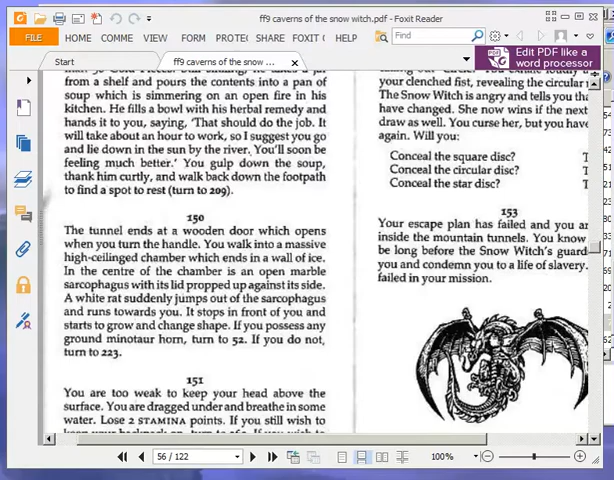 ff9 caverns of the snow witch.pdf - Foxit Reader
FILE HOME COMMENT VIEW FORM PROTECT SHARE FOXIT C
Find
Start
ff9 caverns of the snow ...
Edit PDF like a
word processor
from a shelf and pours the contents into a pan of
soup which is simmering on an open fire in his
kitchen. He fills a bowl with his herbal remedy and
hands it to you, saying, 'That should do the job. It
will take about an hour to work, so I suggest you go
and lie down in the sun by the river. You'll soon be
feeling much better.' You gulp down the soup,
thank him curtly, and walk back down the footpath
to find a spot to rest (turn to 209).
150
The tunnel ends at a wooden door which opens
when you turn the handle. You walk into a massive
high-ceilinged chamber which ends in a wall of ice.
In the centre of the chamber is an open marble
sarcophagus with its lid propped up against its side.
A white rat suddenly jumps out of the sarcophagus
and runs towards you. It stops in front of you and
starts to grow and change shape. If you possess any
ground minotaur horn, turn to 52. If you do not,
turn to 223.
151
You are too weak to keep your head above the
surface. You are dragged under and breathe in some
water. Lose 2 STAMINA points. If you still wish to
your clenched fist, revealing the circular
The Snow Witch is angry and tells you tha
have changed. She now wins if the next
draw as well. You curse her, but you have
again. Will you:
Conceal the square disc? T
Conceal the circular disc? T
Conceal the star disc? T
153
Your escape plan has failed and you ar
inside the mountain tunnels. You know
be long before the Snow Witch's guard
you and condemn you to a life of slavery.
failed in your mission.
56 / 122
100%